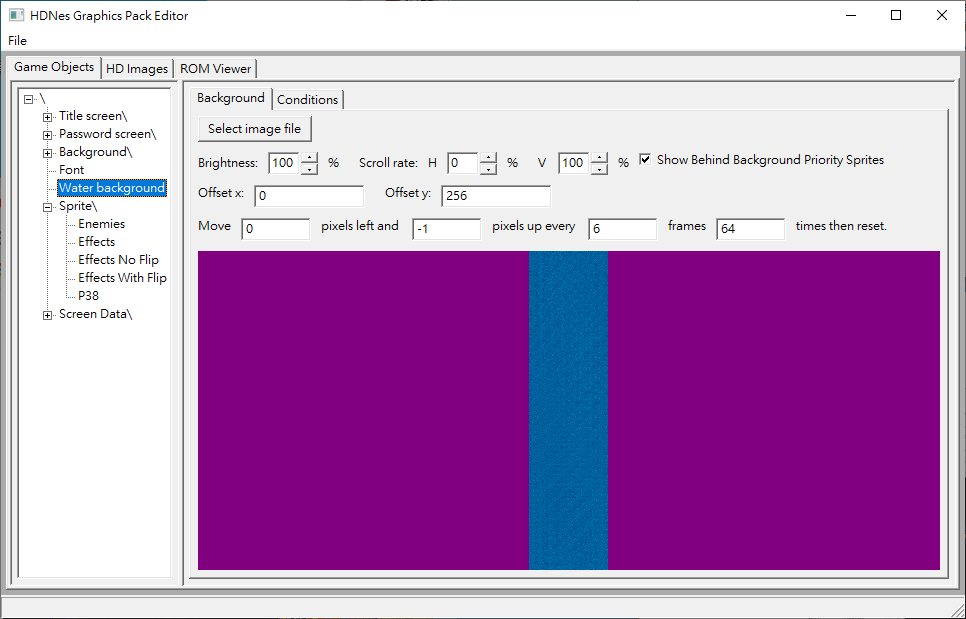 HDNes Graphics Pack Editor
File
Game Objects HD Images ROM Viewer
\
Title screen\
Password screen\
Background\
Font
Water background
Sprite\
Enemies
Effects
Effects No Flip
Effects With Flip
P38
Screen Data\
Background Conditions
Select image file
Brightness: 100 % Scroll rate: H 0 % V 100 % Show Behind Background Priority Sprites
Offset x: 0 Offset y: 256
Move 0 pixels left and -1 pixels up every 6 frames 64 times then reset.